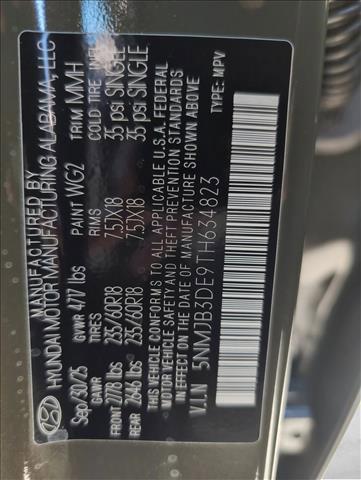 MANUFACTURED BY
HYUNDAI MOTOR MANUFACTURING ALABAMA, LLC
Sep/30/25 GVWR 4777 lbs PAINT WG2 TRIM MMH
GAWR TIRES RIMS COLD TIRE INFL.
FRONT 2778 lbs 235/60R18 7.5JX18 35 psi SINGLE
REAR 2646 lbs 235/60R18 7.5JX18 35 psi SINGLE
THIS VEHICLE CONFORMS TO ALL APPLICABLE U.S.A. FEDERAL
MOTOR VEHICLE SAFETY, BUMPER, AND THEFT PREVENTION
STANDARDS IN EFFECT ON THE DATE OF MANUFACTURE SHOWN ABOVE
V.I.N 5NMJB3DE9TH634823 TYPE: MPV